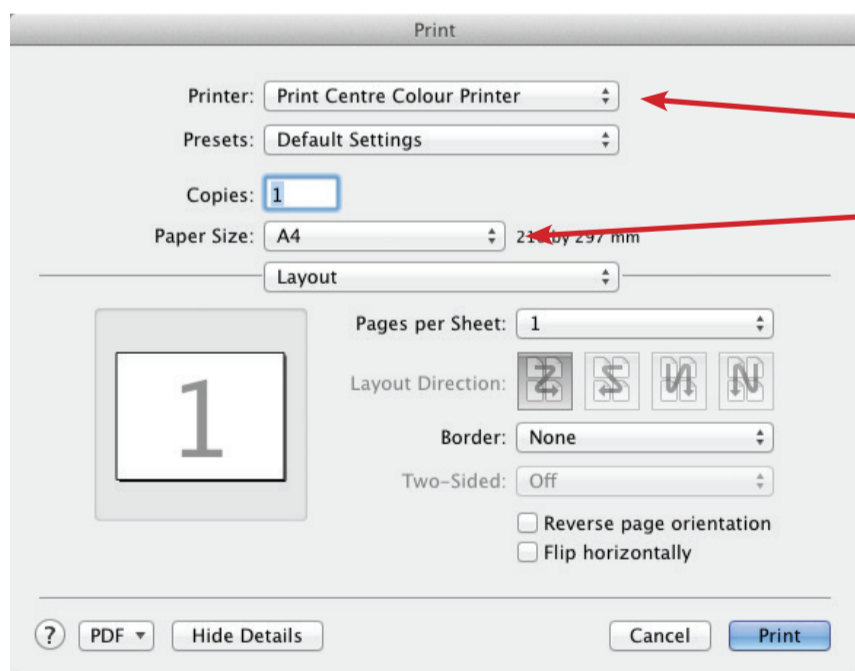 Print
Printer: Print Centre Colour Printer
Presets: Default Settings
Copies: 1
Paper Size: A4 by 297 mm
Layout
1
Pages per Sheet: 1
Layout Direction:
Border: None
Two-Sided: Off
Reverse page orientation
Flip horizontally
? PDF Hide Details Cancel Print